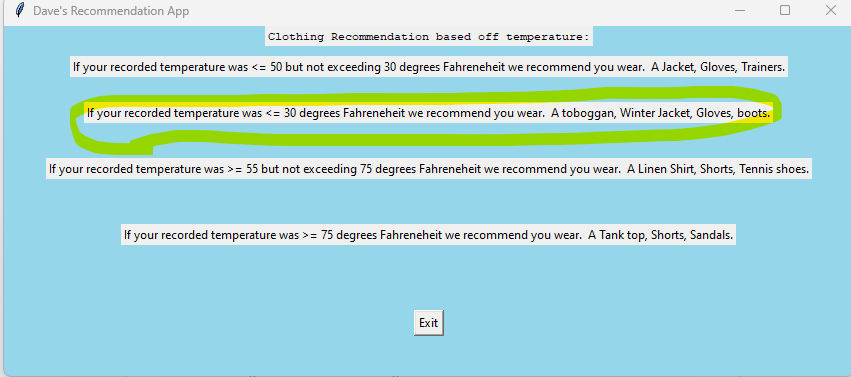 Dave's Recommendation App
Clothing Recommendation based off temperature:
If your recorded temperature was <= 50 but not exceeding 30 degrees Fahreneheit we recommend you wear.  A Jacket, Gloves, Trainers.
If your recorded temperature was <= 30 degrees Fahreneheit we recommend you wear.  A toboggan, Winter Jacket, Gloves, boots.
If your recorded temperature was >= 55 but not exceeding 75 degrees Fahreneheit we recommend you wear.  A Linen Shirt, Shorts, Tennis shoes.
If your recorded temperature was >= 75 degrees Fahreneheit we recommend you wear.  A Tank top, Shorts, Sandals.
Exit